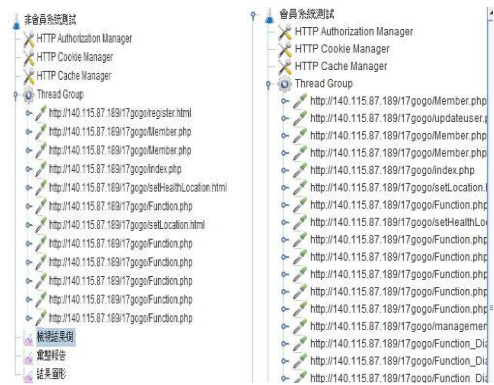 非會員系統測試
HTTP Authorization Manager
HTTP Cookie Manager
HTTP Cache Manager
Thread Group
http://140.115.87.189/17gogo/register.html
http://140.115.87.189/17gogo/Member.php
http://140.115.87.189/17gogo/Member.php
http://140.115.87.189/17gogo/index.php
http://140.115.87.189/17gogo/setHealthLocation.html
http://140.115.87.189/17gogo/Function.php
http://140.115.87.189/17gogo/setLocation.html
http://140.115.87.189/17gogo/Function.php
http://140.115.87.189/17gogo/Function.php
http://140.115.87.189/17gogo/Function.php
http://140.115.87.189/17gogo/Function.php
http://140.115.87.189/17gogo/Function.php
檢視結果樹
彙整報告
結果圖形
會員系統測試
HTTP Authorization Manager
HTTP Cookie Manager
HTTP Cache Manager
Thread Group
http://140.115.87.189/17gogo/Member.php
http://140.115.87.189/17gogo/updateuser.p
http://140.115.87.189/17gogo/Member.php
http://140.115.87.189/17gogo/Member.php
http://140.115.87.189/17gogo/index.php
http://140.115.87.189/17gogo/setLocation.
http://140.115.87.189/17gogo/Function.php
http://140.115.87.189/17gogo/setHealthLoc
http://140.115.87.189/17gogo/Function.php
http://140.115.87.189/17gogo/Function.php
http://140.115.87.189/17gogo/Function.php
http://140.115.87.189/17gogo/Function.php
http://140.115.87.189/17gogo/managemen
http://140.115.87.189/17gogo/Function_Dia
http://140.115.87.189/17gogo/Function_Dia
http://140.115.87.189/17gogo/Function_Dia